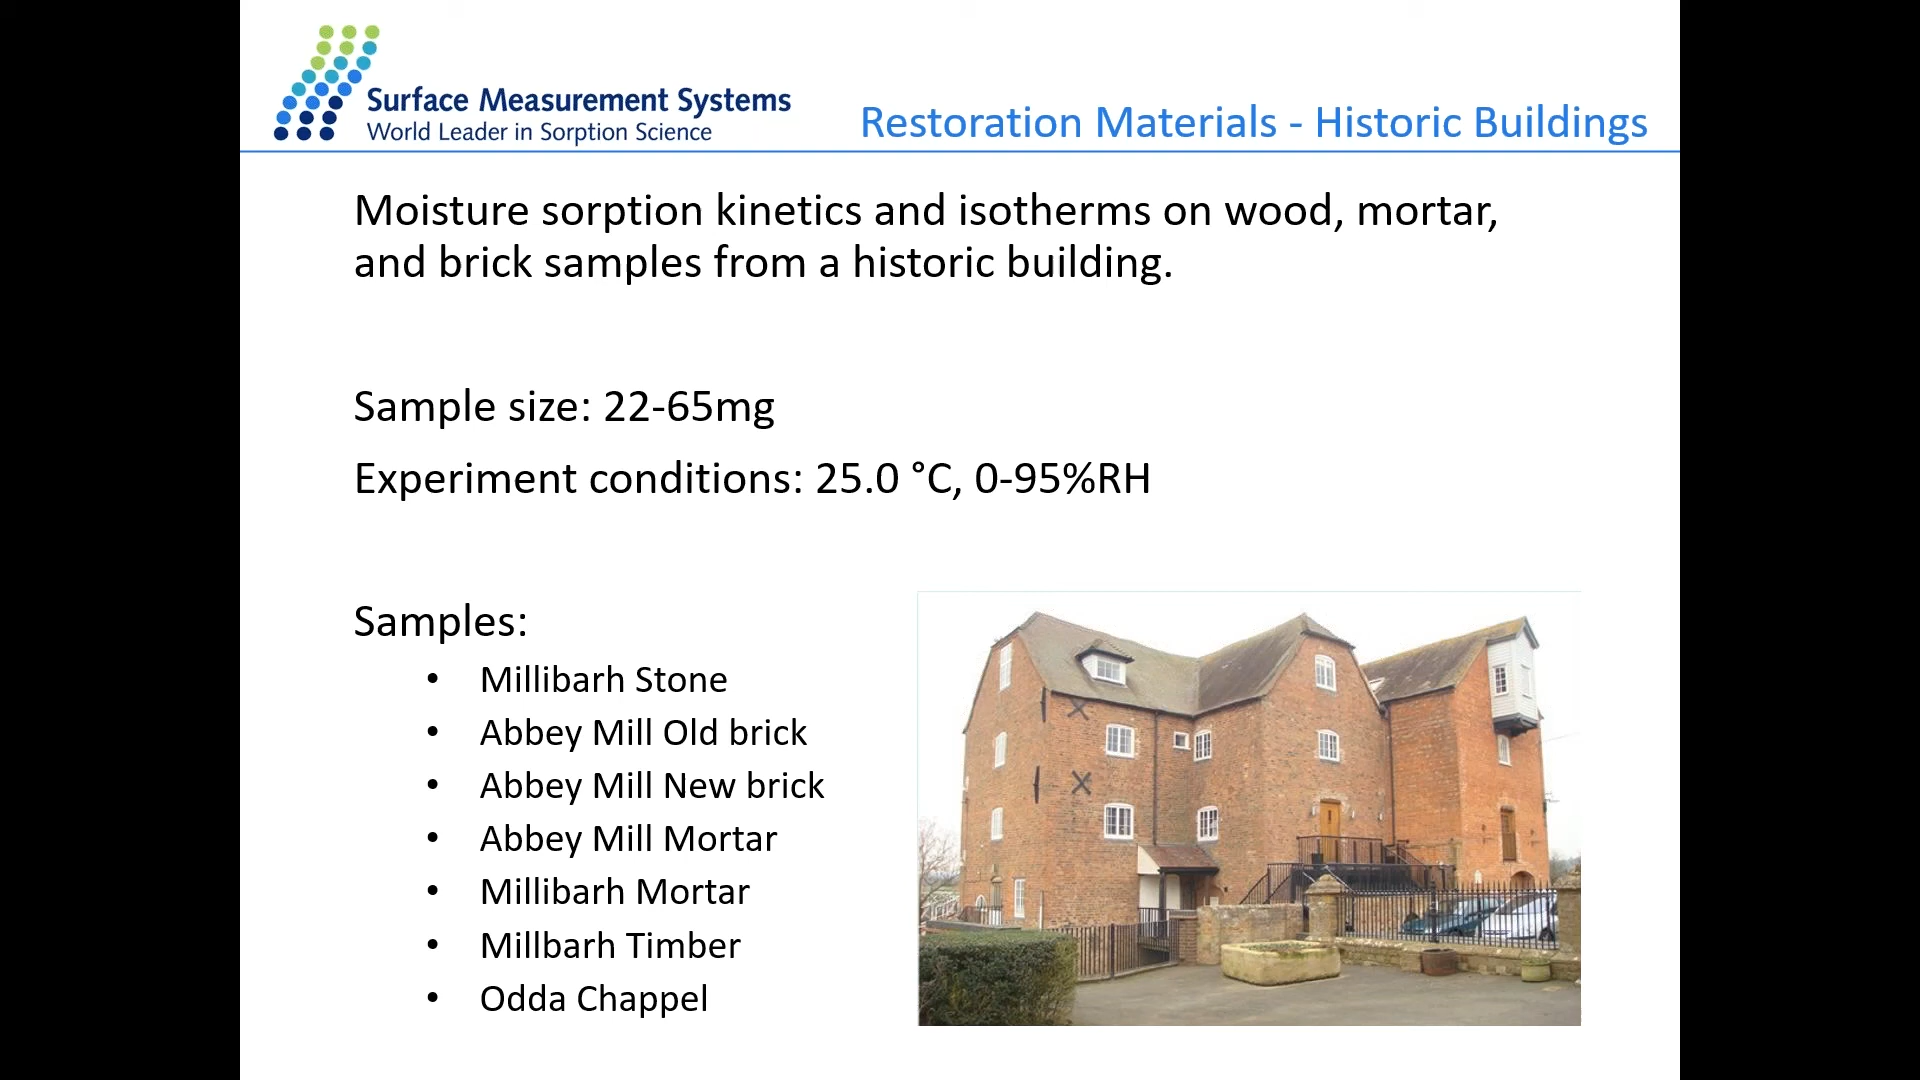 Surface Measurement Systems
World Leader in Sorption Science
Restoration Materials - Historic Buildings
Moisture sorption kinetics and isotherms on wood, mortar,
and brick samples from a historic building.
Sample size: 22-65mg
Experiment conditions: 25.0 °C, 0-95%RH
Samples:
• Millibarh Stone
• Abbey Mill Old brick
• Abbey Mill New brick
• Abbey Mill Mortar
• Millibarh Mortar
• Millbarh Timber
• Odda Chappel